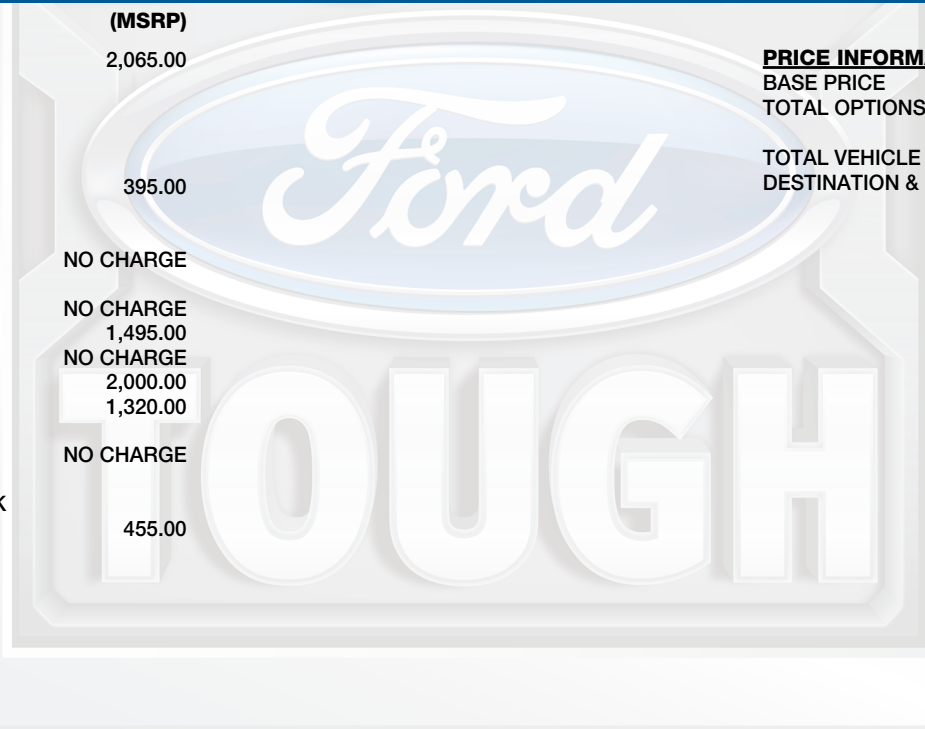 (MSRP)
2,065.00
395.00
NO CHARGE
NO CHARGE
1,495.00
NO CHARGE
2,000.00
1,320.00
NO CHARGE
K
455.00
PRICE INFORMA
BASE PRICE
TOTAL OPTIONS
TOTAL VEHICLE
DESTINATION &
Ford
TOUGH